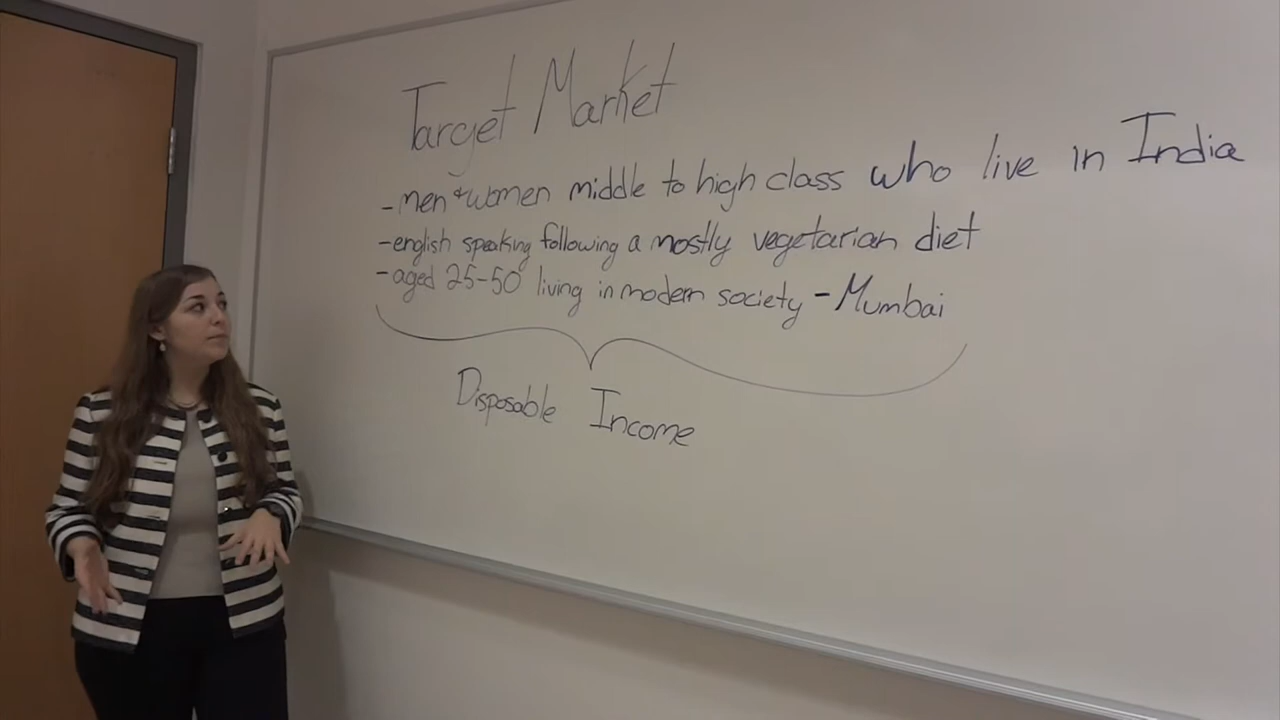 Target Market
-men & women middle to high class who live in India
-english speaking following a mostly vegetarian diet
-aged 25-50 living in modern society - Mumbai
Disposable Income